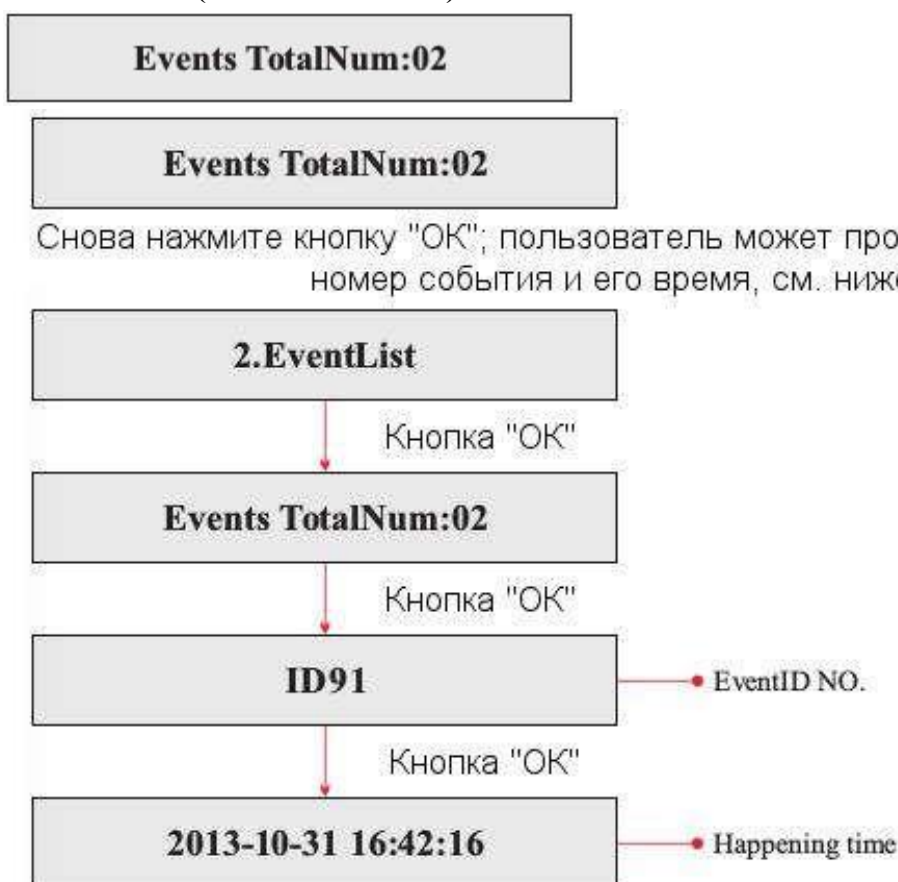 Events TotalNum:02
Events TotalNum:02
Снова нажмите кнопку "ОК"; пользователь может
номер события и его время, см.
2.EventList
Кнопка "ОК"
Events TotalNum:02
Кнопка "ОК"
ID91
EventID NO.
Кнопка "ОК"
2013-10-31 16:42:16
Happening time